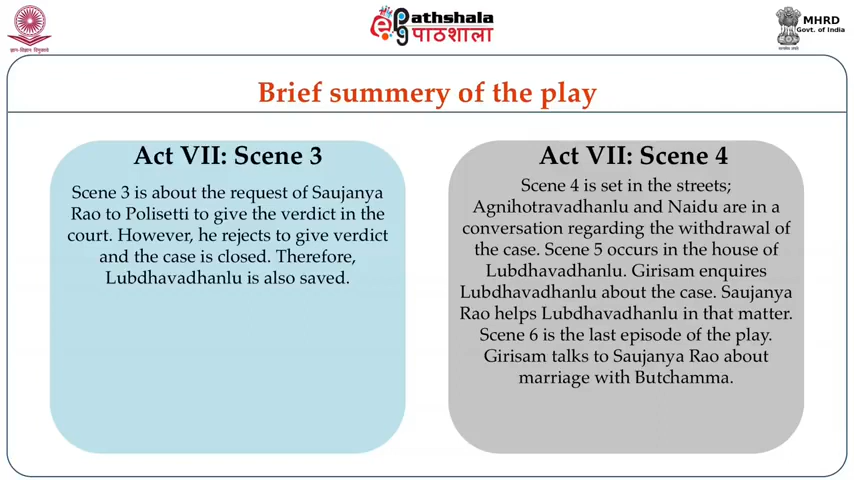 ज्ञान-विज्ञान विमुक्तये
epathshala
पाठशाला
MHRD
Govt. of India
Brief summery of the play
Act VII: Scene 3
Scene 3 is about the request of Saujanya
Rao to Polisetti to give the verdict in the
court. However, he rejects to give verdict
and the case is closed. Therefore,
Lubdhavadhanlu is also saved.
Act VII: Scene 4
Scene 4 is set in the streets;
Agnihotravadhanlu and Naidu are in a
conversation regarding the withdrawal of
the case. Scene 5 occurs in the house of
Lubdhavadhanlu. Girisam enquires
Lubdhavadhanlu about the case. Saujanya
Rao helps Lubdhavadhanlu in that matter.
Scene 6 is the last episode of the play.
Girisam talks to Saujanya Rao about
marriage with Butchamma.